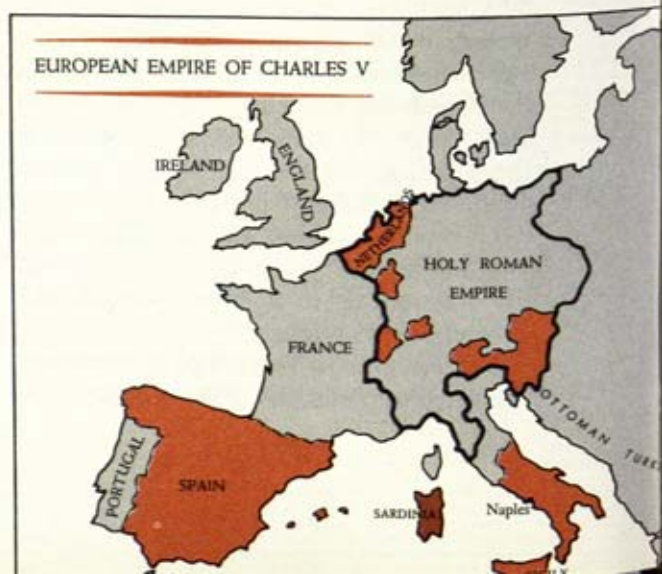 EUROPEAN EMPIRE OF CHARLES V
IRELAND
ENGLAND
NETHERLANDS
HOLY ROMAN
EMPIRE
FRANCE
PORTUGAL
SPAIN
SARDINIA
Naples
OTTOMAN